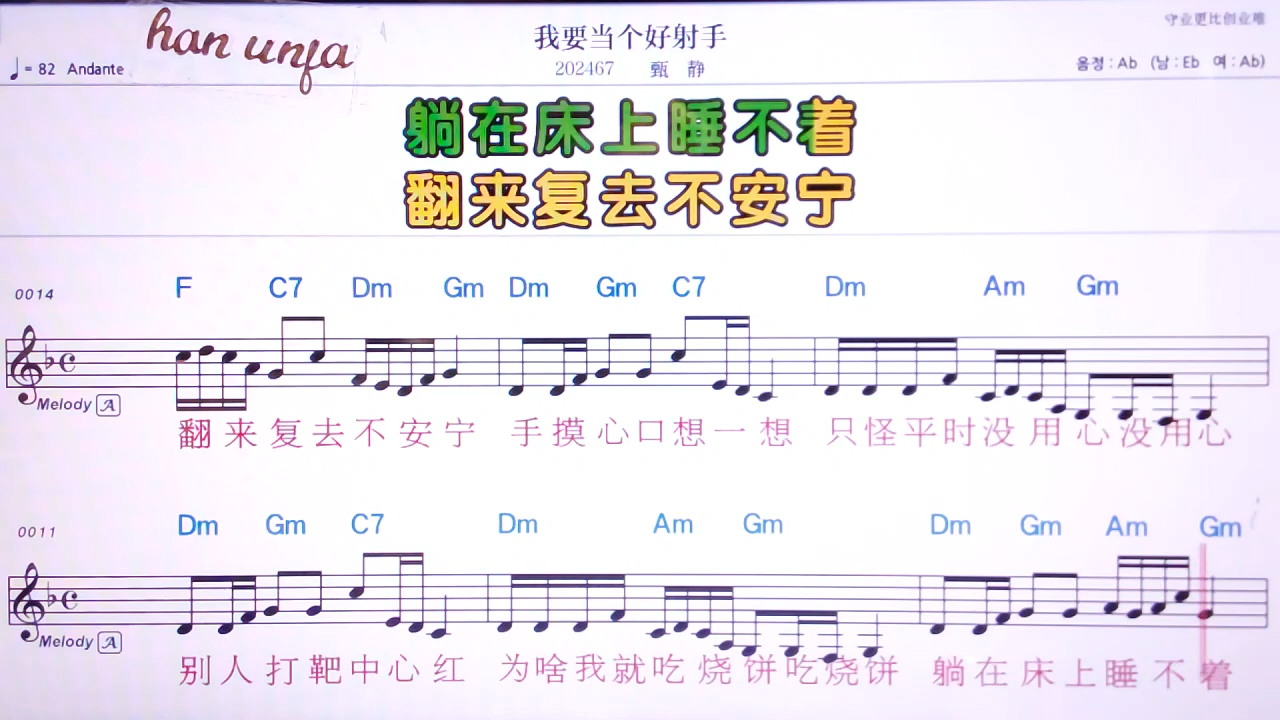 han unfa
我要当个好射手
守业更比创业难
♩= 82 Andante
202467 甄 静
음정 : Ab (남 : Eb 여 : Ab)
躺在床上睡不着
翻来复去不安宁
F C7 Dm Gm Dm Gm C7 Dm Am Gm
0014
Melody A
翻来复去不安宁 手摸心口想一想 只怪平时没用心没用心
Dm Gm C7 Dm Am Gm Dm Gm Am Gm
0011
Melody A
别人打靶中心红 为啥我就吃烧饼吃烧饼 躺在床上睡不着